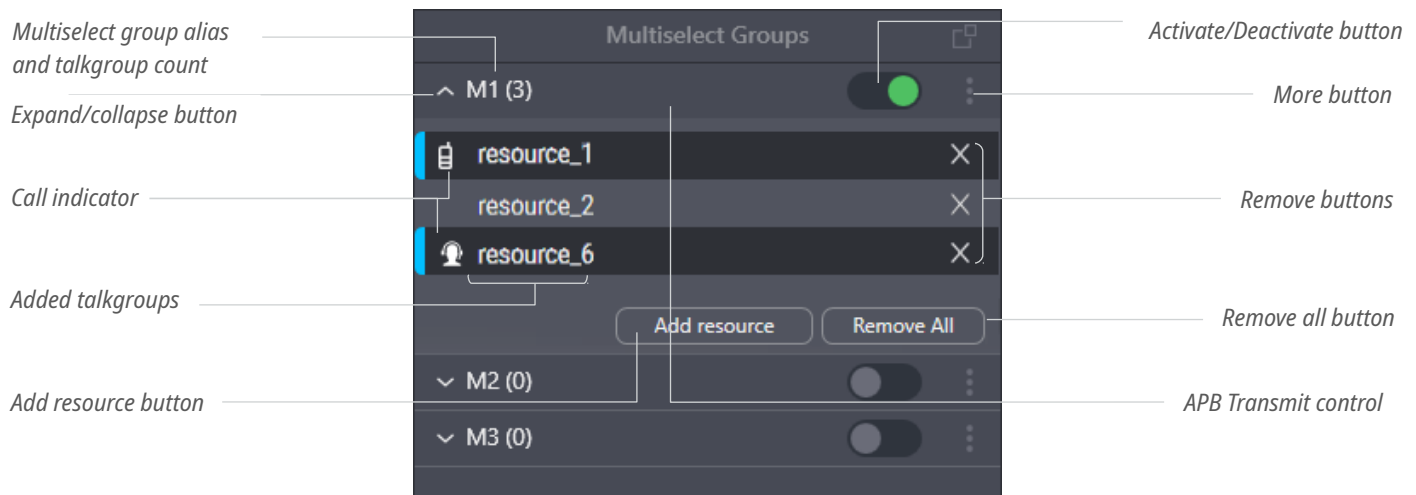 Multiselect group alias
and talkgroup count
Expand/collapse button
Call indicator
Added talkgroups
Add resource button
Multiselect Groups
M1 (3)
resource_1
resource_2
resource_6
Add resource
Remove All
M2 (0)
M3 (0)
Activate/Deactivate button
More button
Remove buttons
Remove all button
APB Transmit control